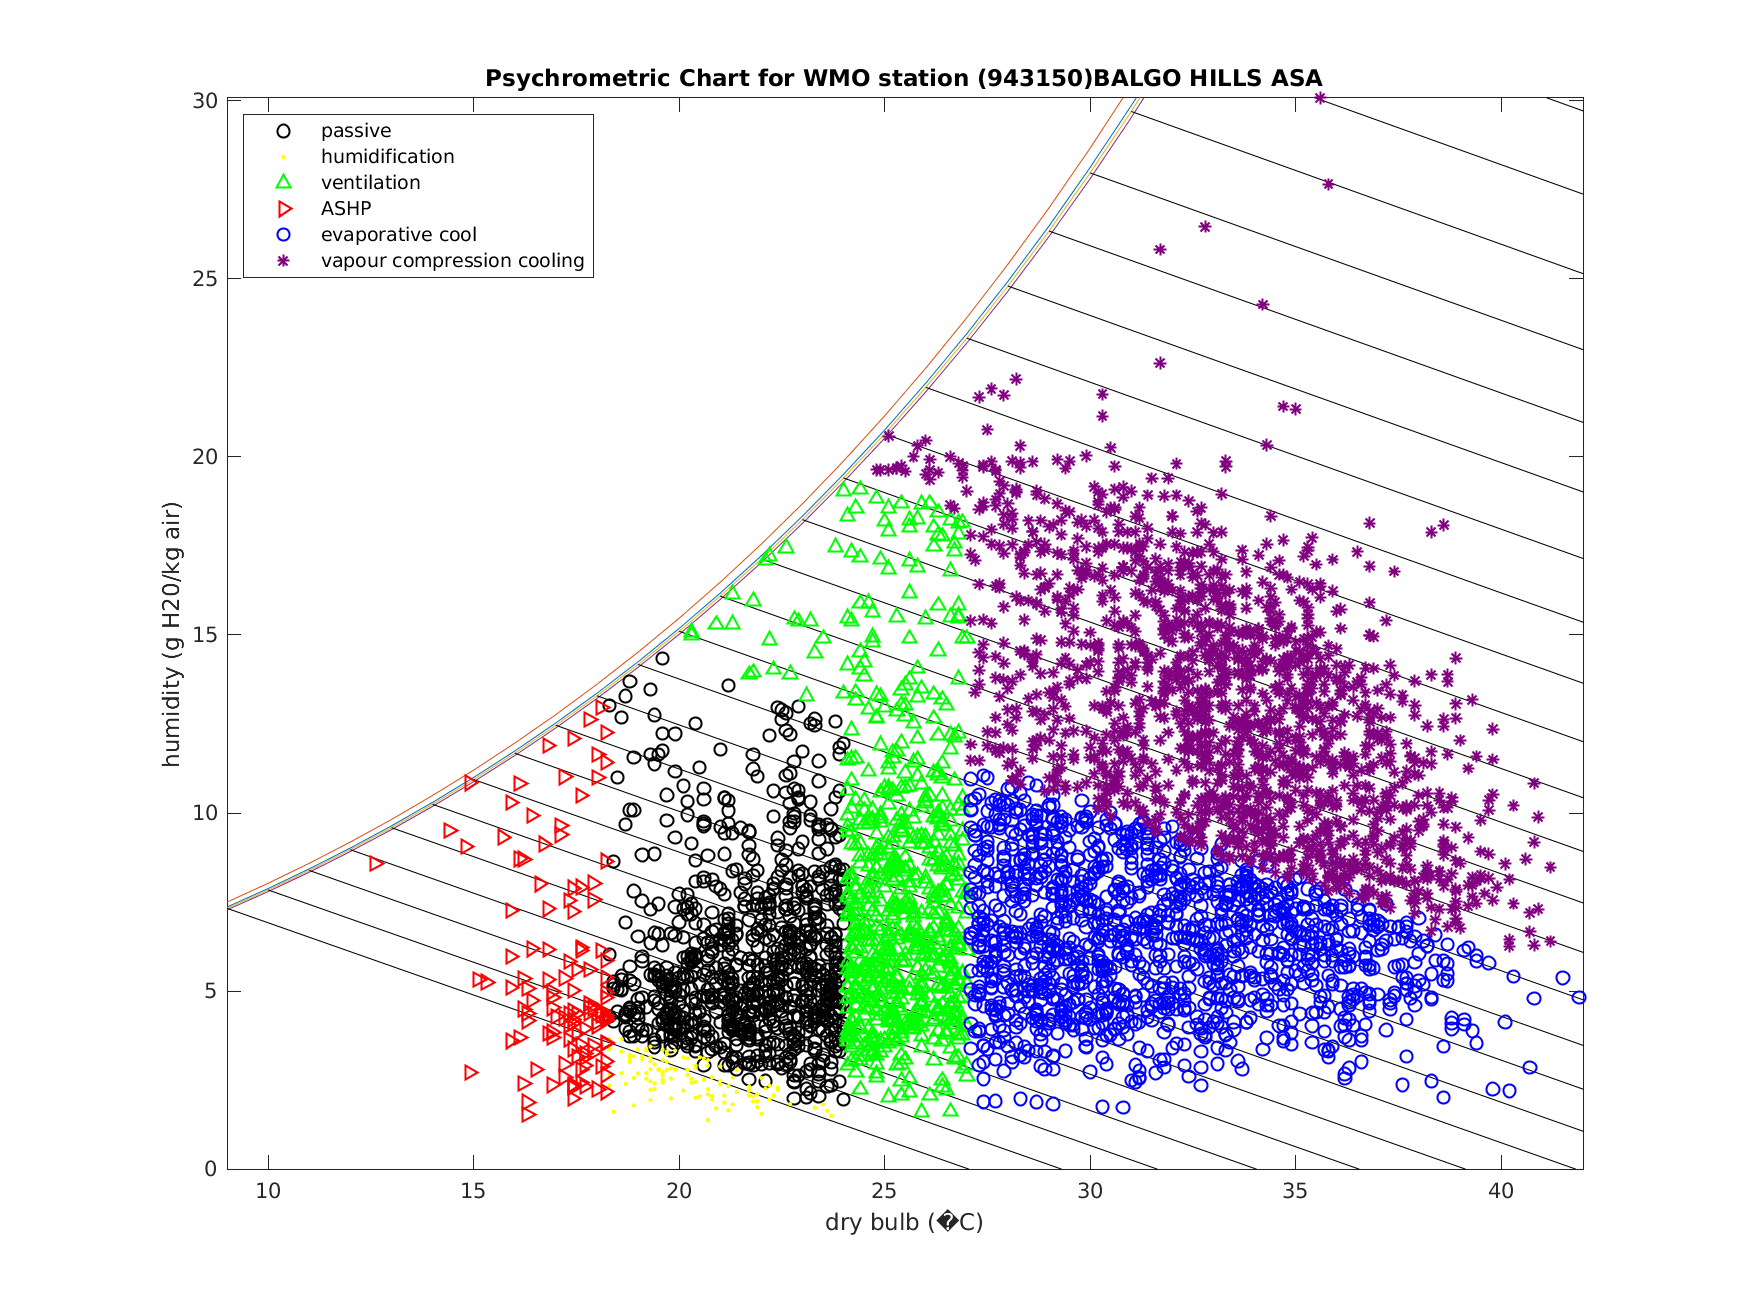 Psychrometric Chart for WMO station (943150)BALGO HILLS ASA
passive
humidification
ventilation
ASHP
evaporative cool
vapour compression cooling
humidity (g H20/kg air)
30
25
20
15
10
5
0
10 15 20 25 30 35 40
dry bulb (�C)